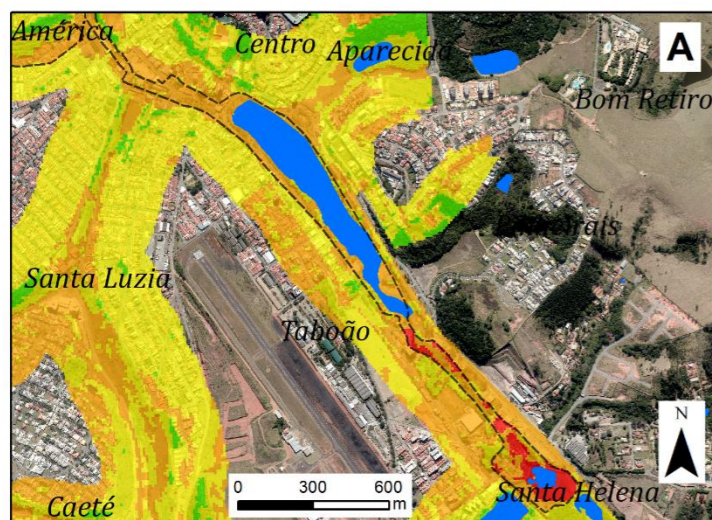 América
Centro
Aparecida
A
Bom Retiro
Santa Luzia
Taboão
N
0 300 600
m
Santa Helena
Caeté